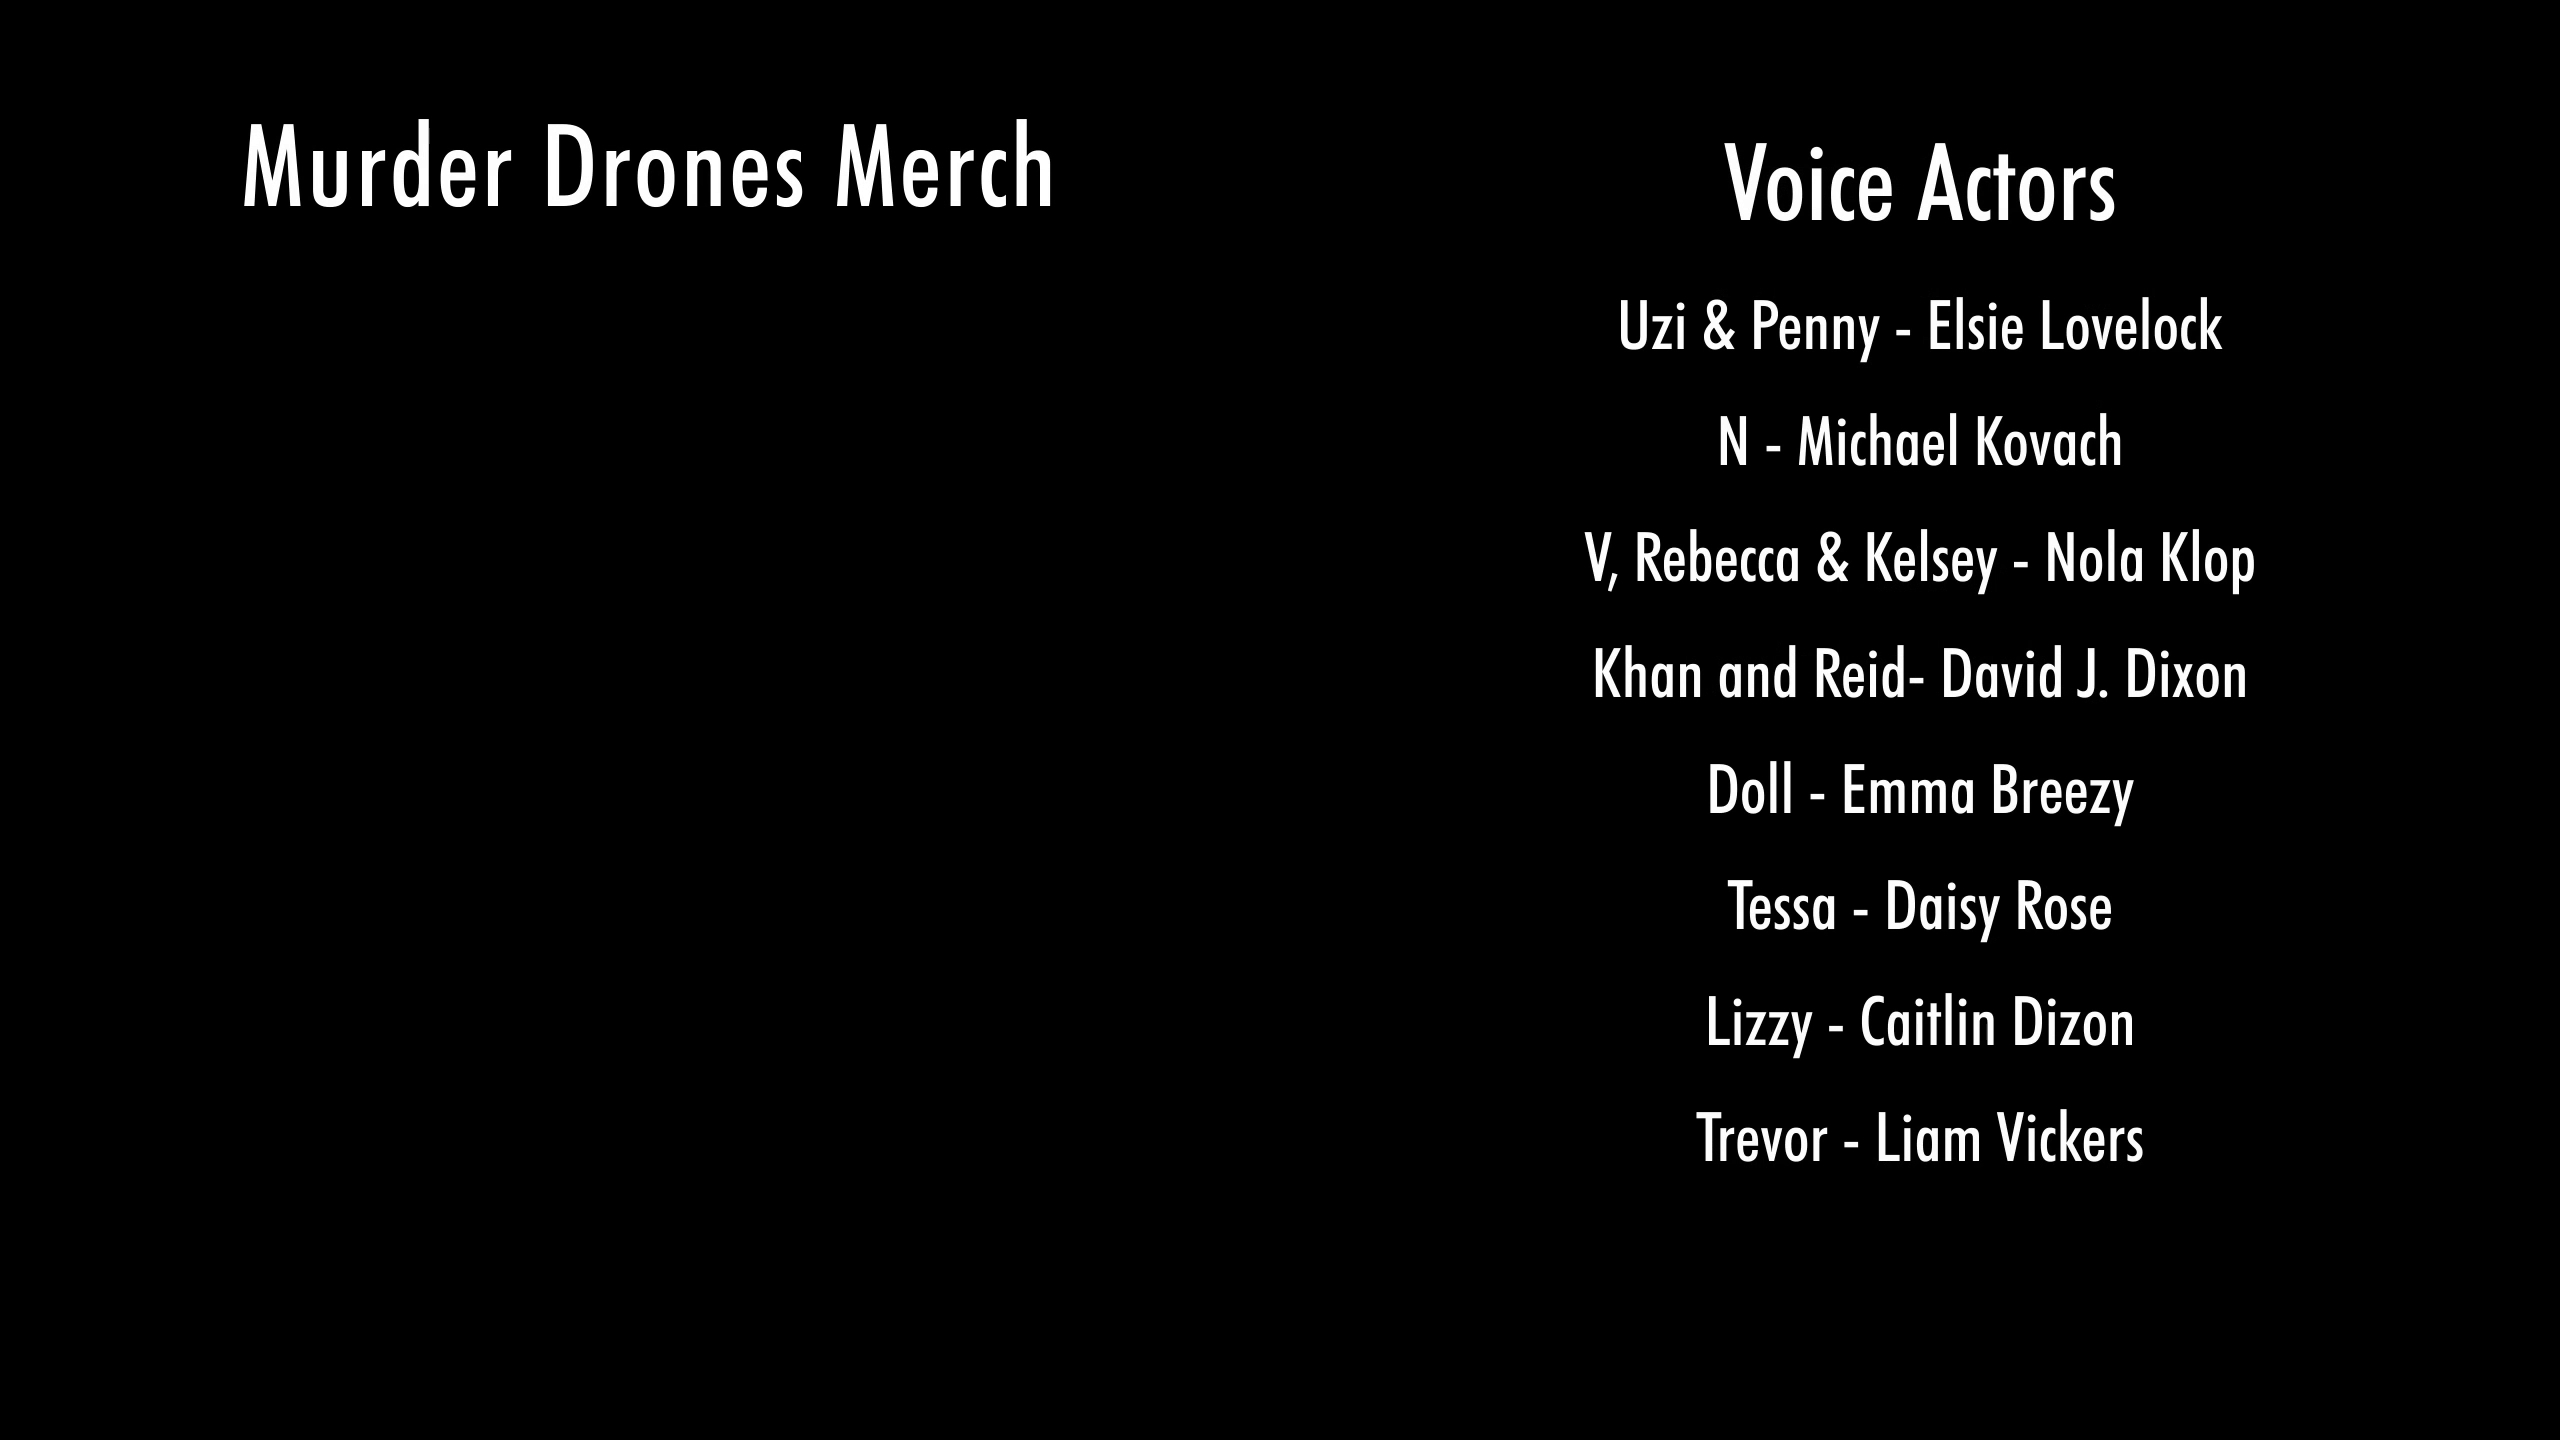 Murder Drones Merch
Voice Actors
Uzi & Penny - Elsie Lovelock
N - Michael Kovach
V, Rebecca & Kelsey - Nola Klop
Khan and Reid- David J. Dixon
Doll - Emma Breezy
Tessa - Daisy Rose
Lizzy - Caitlin Dizon
Trevor - Liam Vickers